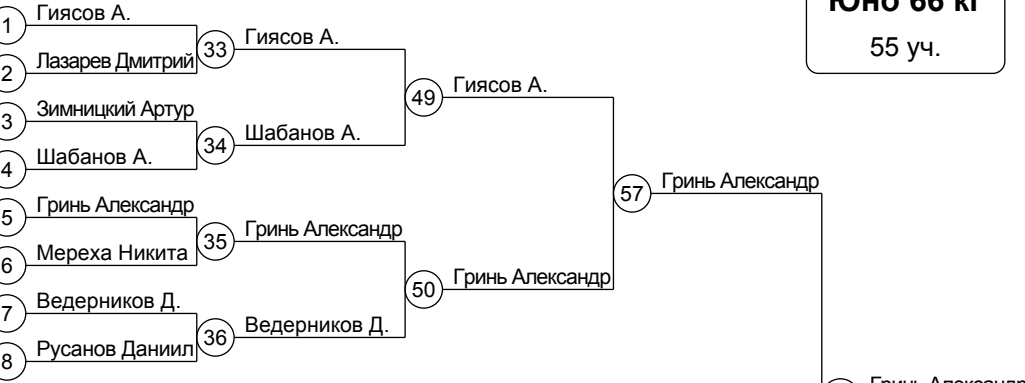 Юно 66 кг
55 уч.
1 Гиясов А.
33 Гиясов А.
2 Лазарев Дмитрий
49 Гиясов А.
3 Зимницкий Артур
34 Шабанов А.
4 Шабанов А.
57 Гринь Александр
5 Гринь Александр
35 Гринь Александр
6 Мереха Никита
50 Гринь Александр
7 Ведерников Д.
36 Ведерников Д.
8 Русанов Даниил
Гринь Александр